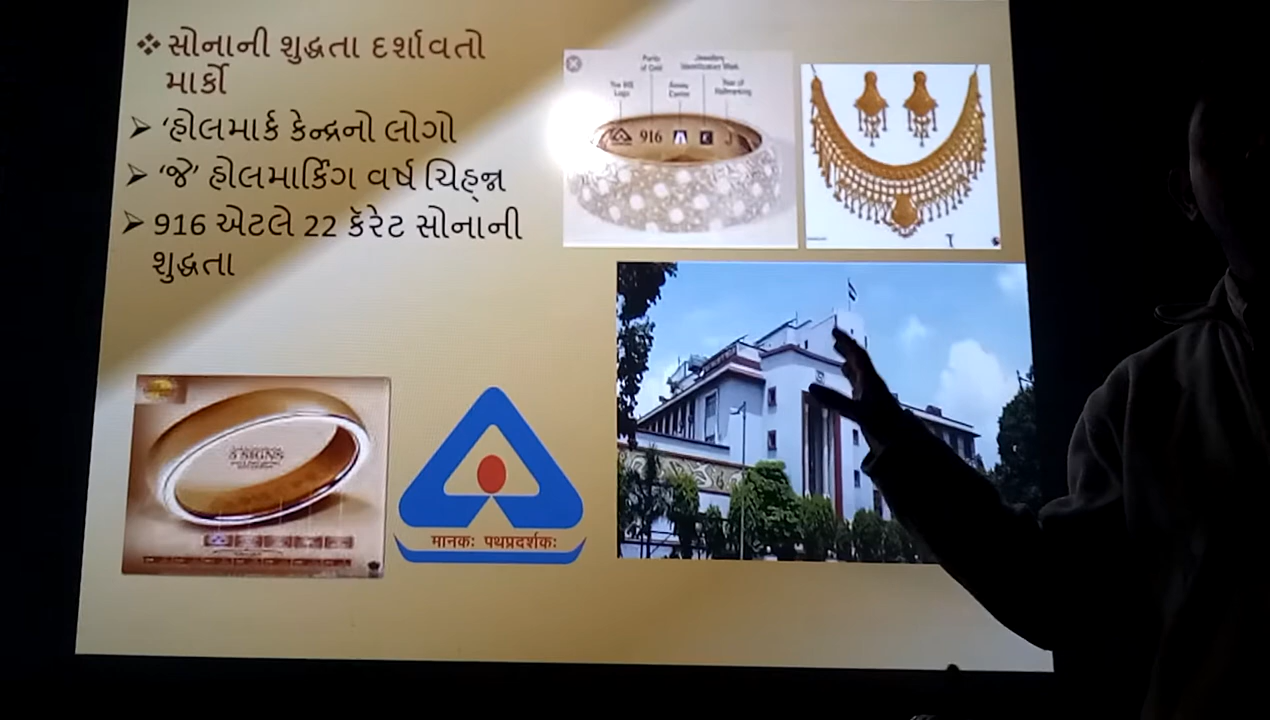 સોનાની શુદ્ધતા દર્શાવતો
માર્કો
'હોલમાર્ક કેન્દ્રનો લોગો
'જે' હોલમાર્કિંગ વર્ષ ચિહ્ન
916 એટલે 22 કૅરેટ સોનાની
શુદ્ધતા
Purity
of Gold
Jewellery
Identification Mark
The BIS
Logo
Assay
Centre
Year of
Hallmarking
916
J
5 SIGNS
मानकः पथप्रदर्शकः